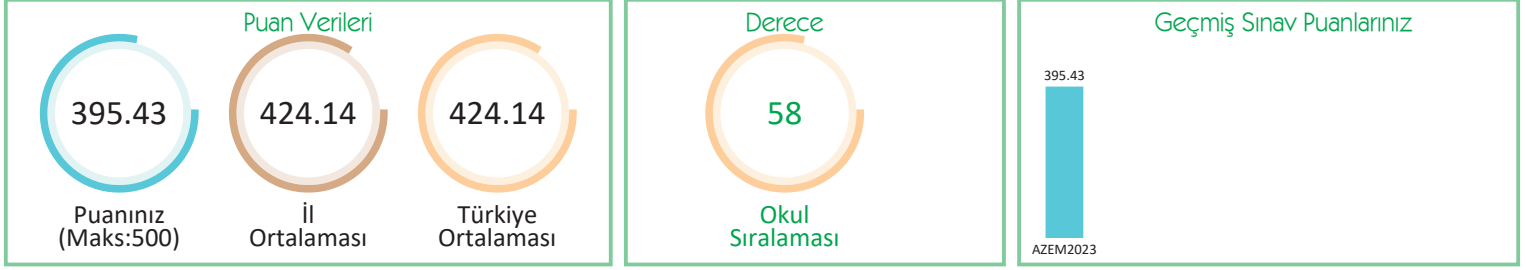 Puan Verileri
395.43
424.14
424.14
Puanınız
(Maks:500)
İl
Ortalaması
Türkiye
Ortalaması
Derece
58
Okul
Sıralaması
Geçmiş Sınav Puanlarınız
395.43
AZEM2023